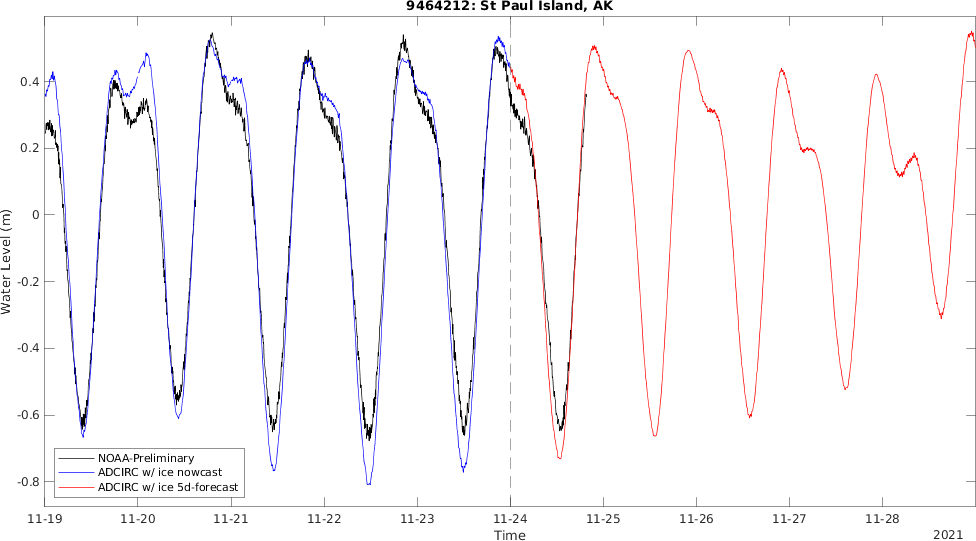 9464212: St Paul Island, AK
0.4
0.2
0
-0.2
-0.4
-0.6
-0.8
Water Level (m)
NOAA-Preliminary
ADCIRC w/ ice nowcast
ADCIRC w/ ice 5d-forecast
11-19 11-20 11-21 11-22 11-23 11-24 11-25 11-26 11-27 11-28
Time
2021